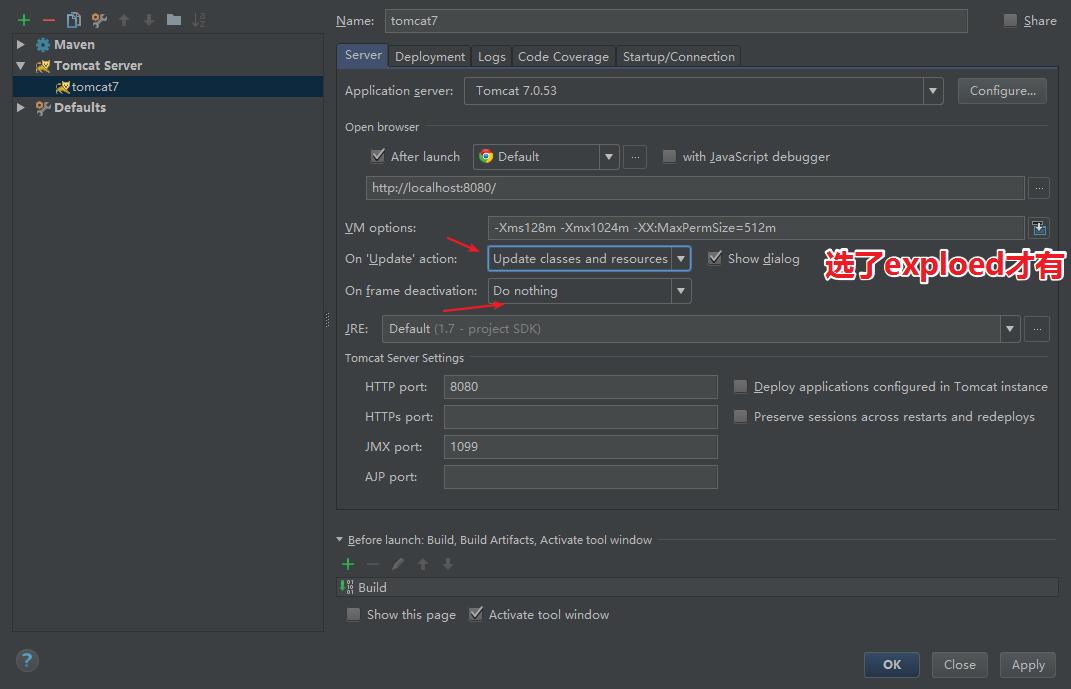 Name: tomcat7 Share
Maven
Tomcat Server
tomcat7
Defaults
Server Deployment Logs Code Coverage Startup/Connection
Application server: Tomcat 7.0.53 Configure...
Open browser
After launch Default ... with JavaScript debugger
http://localhost:8080/ ...
VM options: -Xms128m -Xmx1024m -XX:MaxPermSize=512m
On 'Update' action: Update classes and resources Show dialog
选了exploed才有
On frame deactivation: Do nothing
JRE: Default (1.7 - project SDK) ...
Tomcat Server Settings
HTTP port: 8080 Deploy applications configured in Tomcat instance
HTTPs port: Preserve sessions across restarts and redeploys
JMX port: 1099
AJP port:
Before launch: Build, Build Artifacts, Activate tool window
Build
Show this page Activate tool window
? OK Close Apply